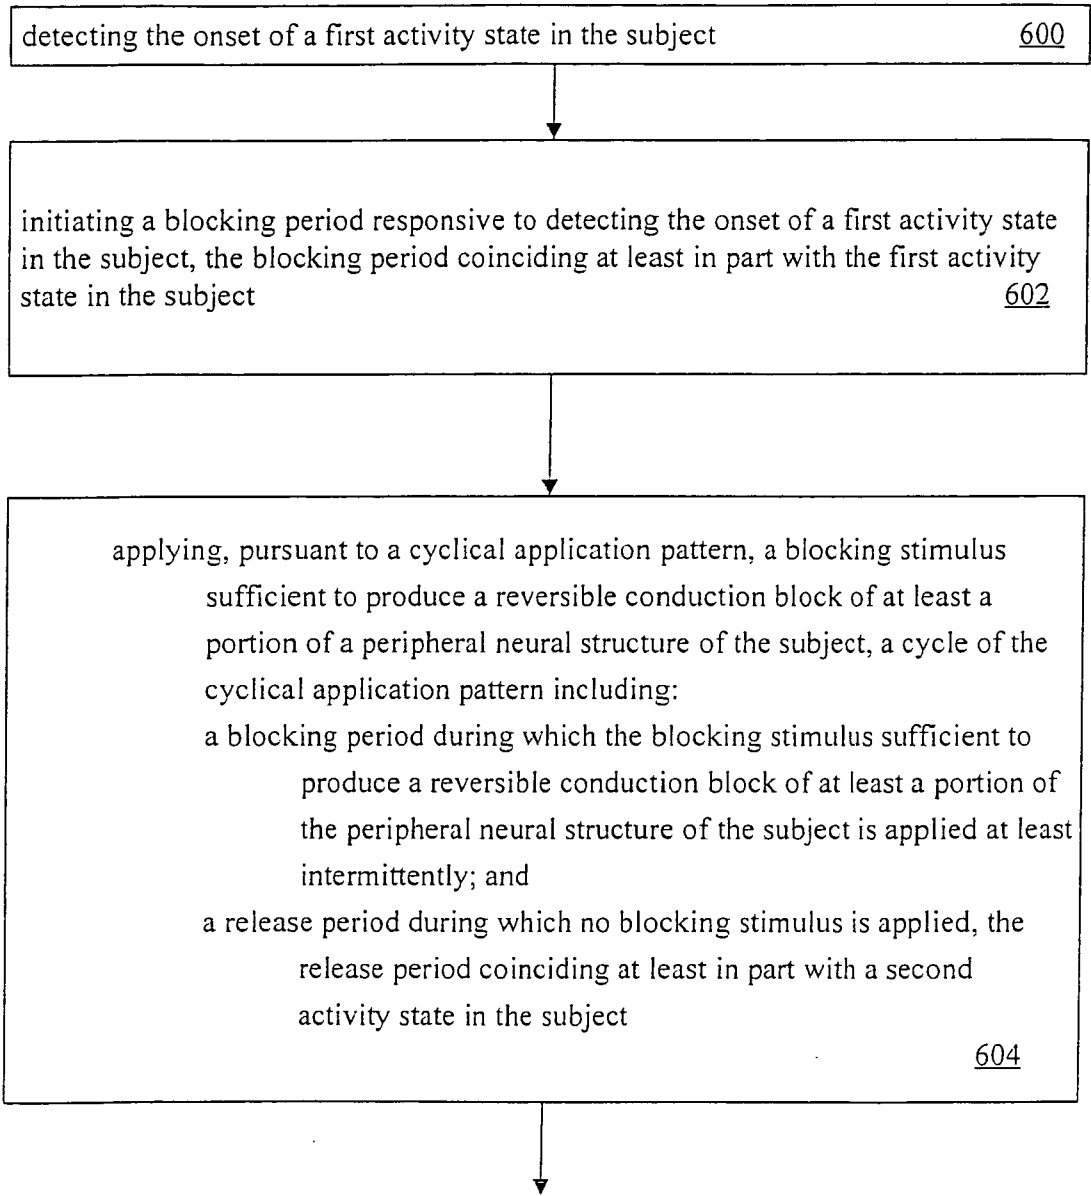 detecting the onset of a first activity state in the subject 600
initiating a blocking period responsive to detecting the onset of a first activity state
in the subject, the blocking period coinciding at least in part with the first activity
state in the subject 602
applying, pursuant to a cyclical application pattern, a blocking stimulus
sufficient to produce a reversible conduction block of at least a
portion of a peripheral neural structure of the subject, a cycle of the
cyclical application pattern including:
a blocking period during which the blocking stimulus sufficient to
produce a reversible conduction block of at least a portion of
the peripheral neural structure of the subject is applied at least
intermittently; and
a release period during which no blocking stimulus is applied, the
release period coinciding at least in part with a second
activity state in the subject
604